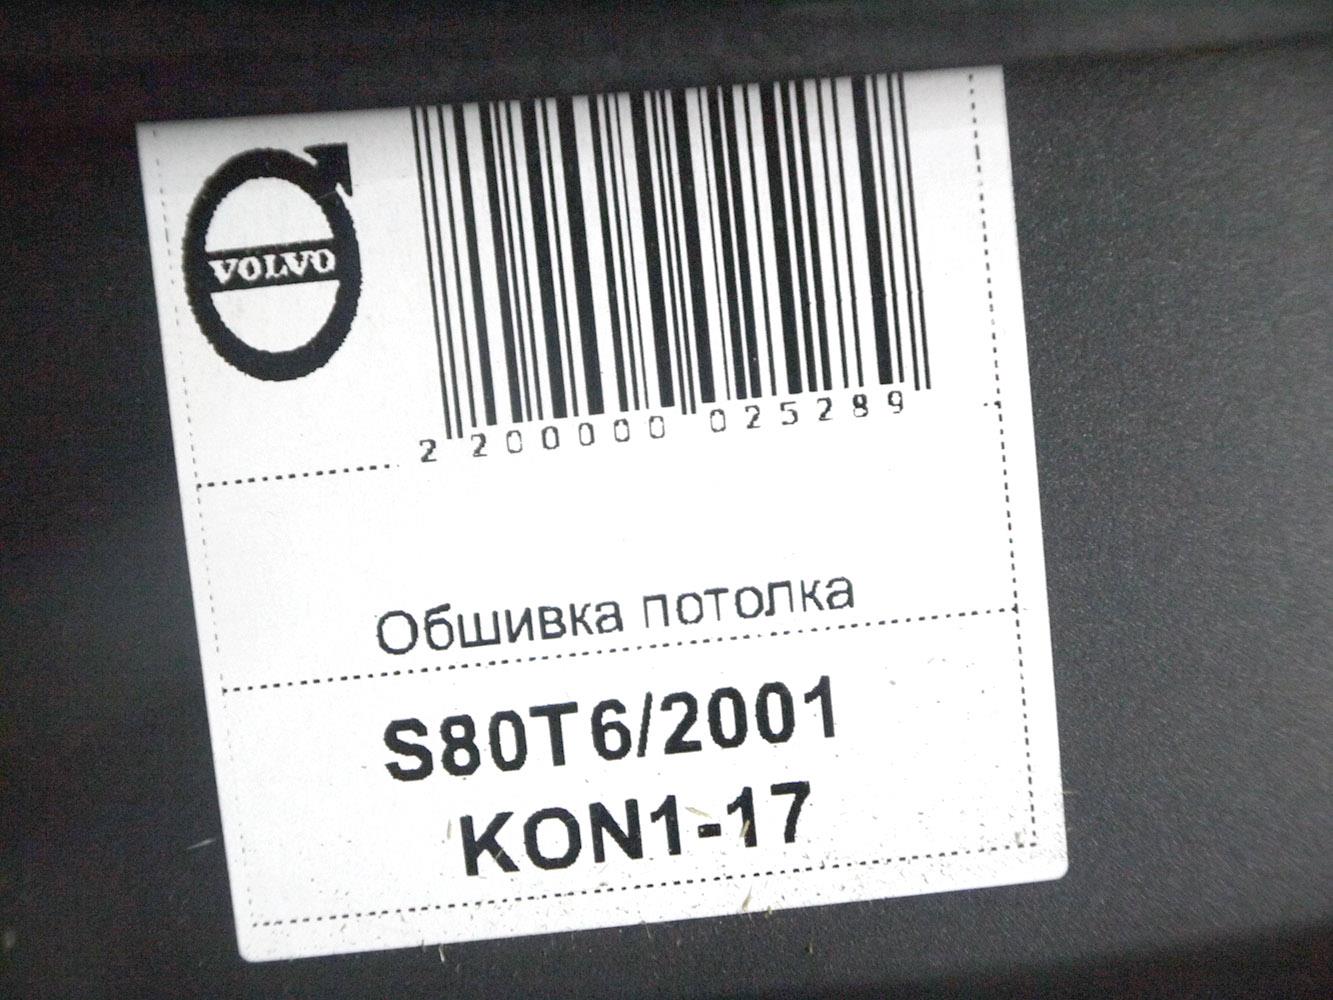 VOLVO
2 200000 025289
Обшивка потолка
S80T6/2001
KON1-17